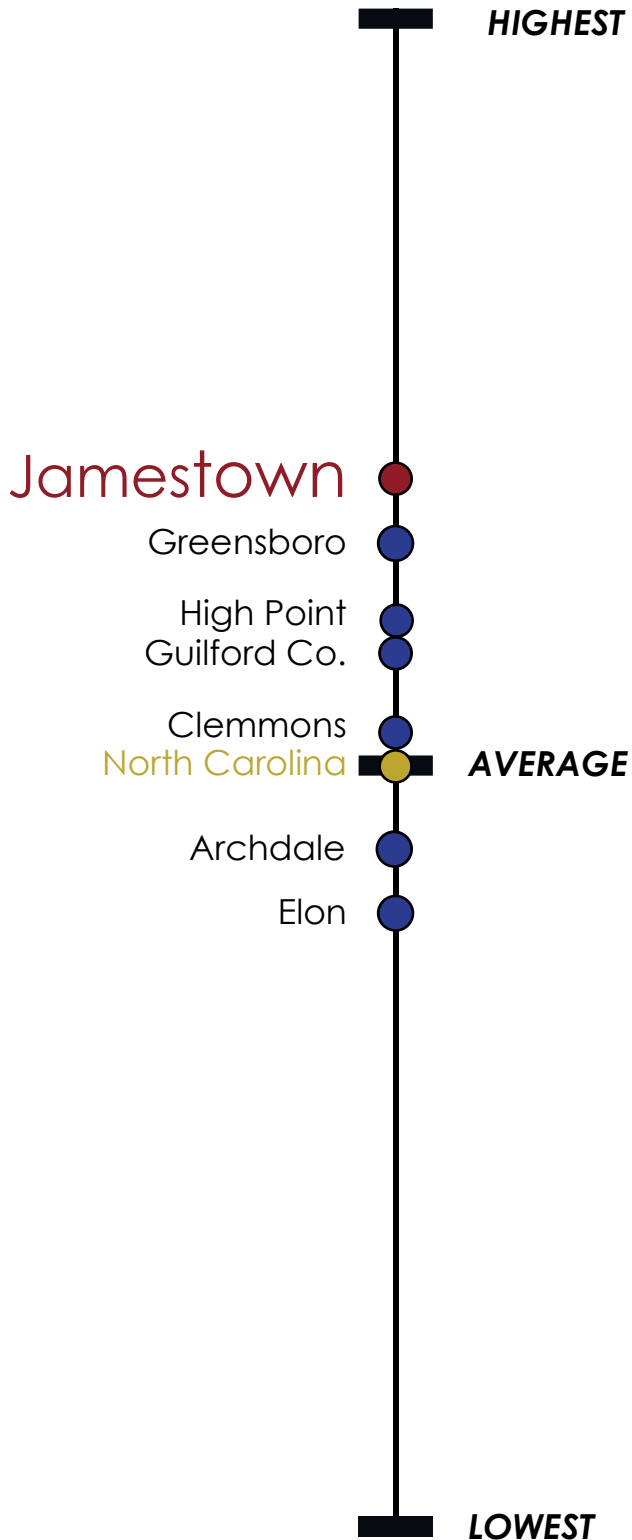 HIGHEST
Jamestown
Greensboro
High Point
Guilford Co.
Clemmons
North Carolina
AVERAGE
Archdale
Elon
LOWEST